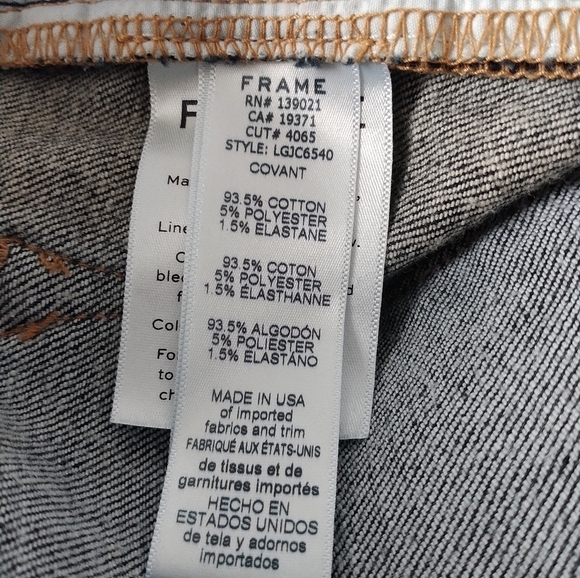 FRAME
RN# 139021
CA# 19371
CUT# 4065
STYLE: LGJC6540
COVANT
93.5% COTTON
5% POLYESTER
1.5% ELASTANE
93.5% COTON
5% POLYESTER
1.5% ÉLASTHANNE
93.5% ALGODÓN
5% POLIÉSTER
1.5% ELASTANO
MADE IN USA
of imported
fabrics and trim
FABRIQUÉ AUX ÉTATS-UNIS
de tissus et de
garnitures importés
HECHO EN
ESTADOS UNIDOS
de tela y adornos
importados